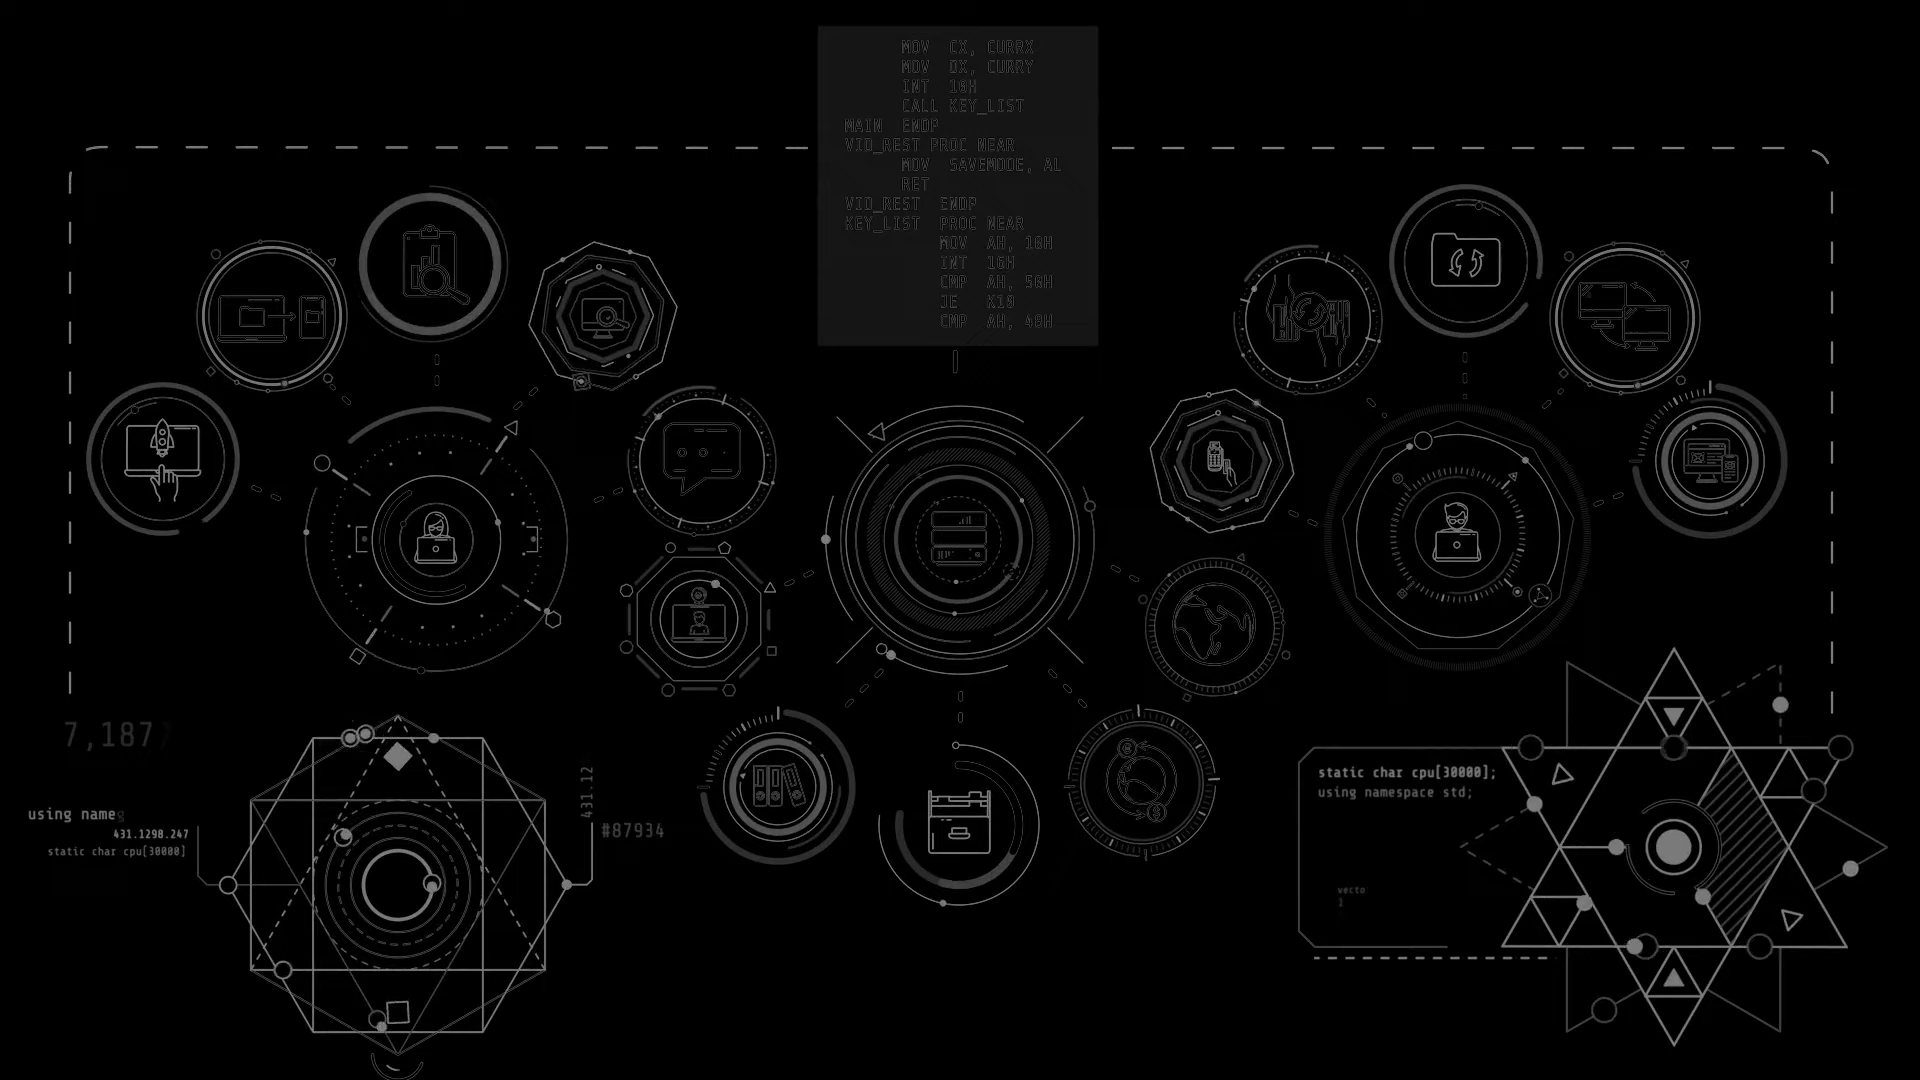 MOV CX, CURRX
MOV DX, CURRY
INT 10H
CALL KEY_LIST
MAIN ENDP
VID_REST PROC NEAR
MOV SAVEMODE, AL
RET
VID_REST ENDP
KEY_LIST PROC NEAR
MOV AH, 10H
INT 16H
CMP AH, 50H
JE K10
CMP AH, 48H
7,187
using name
431.1298.247
static char cpu[30000]
431.12
#87934
static char cpu[30000];
using namespace std;
vecto
1